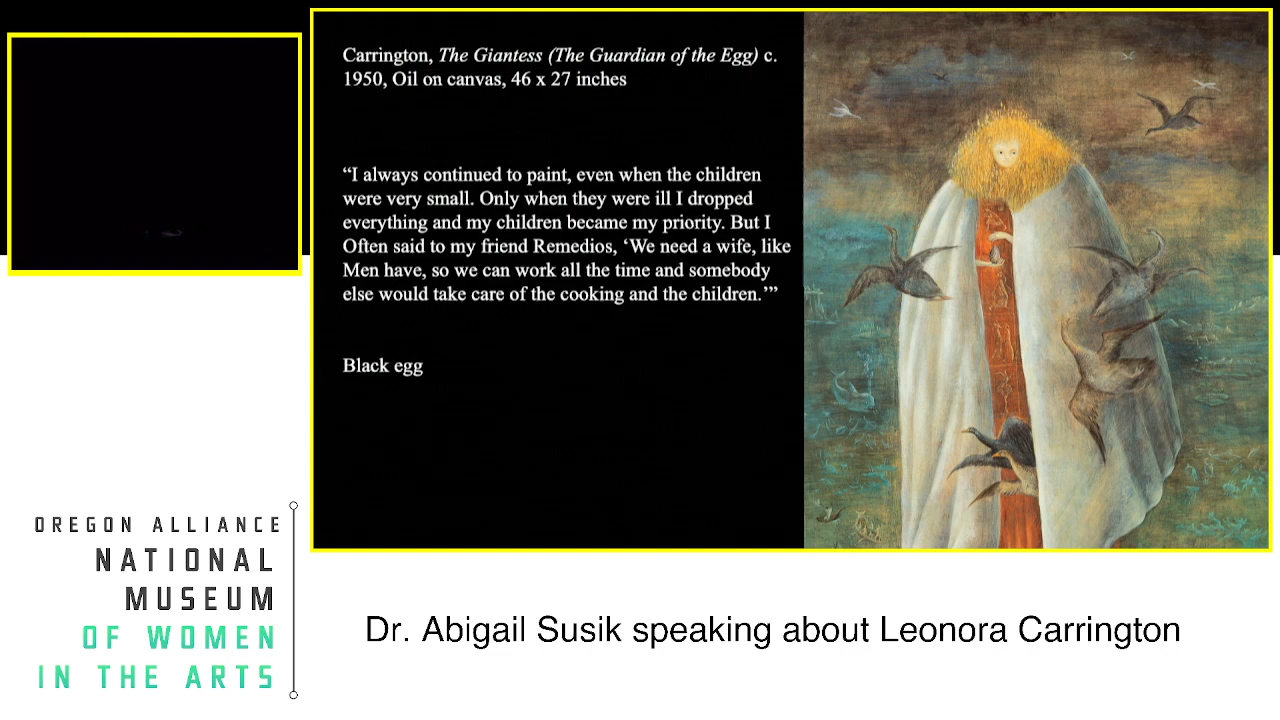 Carrington, The Giantess (The Guardian of the Egg) c.
1950, Oil on canvas, 46 x 27 inches
“I always continued to paint, even when the children
were very small. Only when they were ill I dropped
everything and my children became my priority. But I
Often said to my friend Remedios, ‘We need a wife, like
Men have, so we can work all the time and somebody
else would take care of the cooking and the children.’”
Black egg
OREGON ALLIANCE
NATIONAL
MUSEUM
OF WOMEN
IN THE ARTS
Dr. Abigail Susik speaking about Leonora Carrington